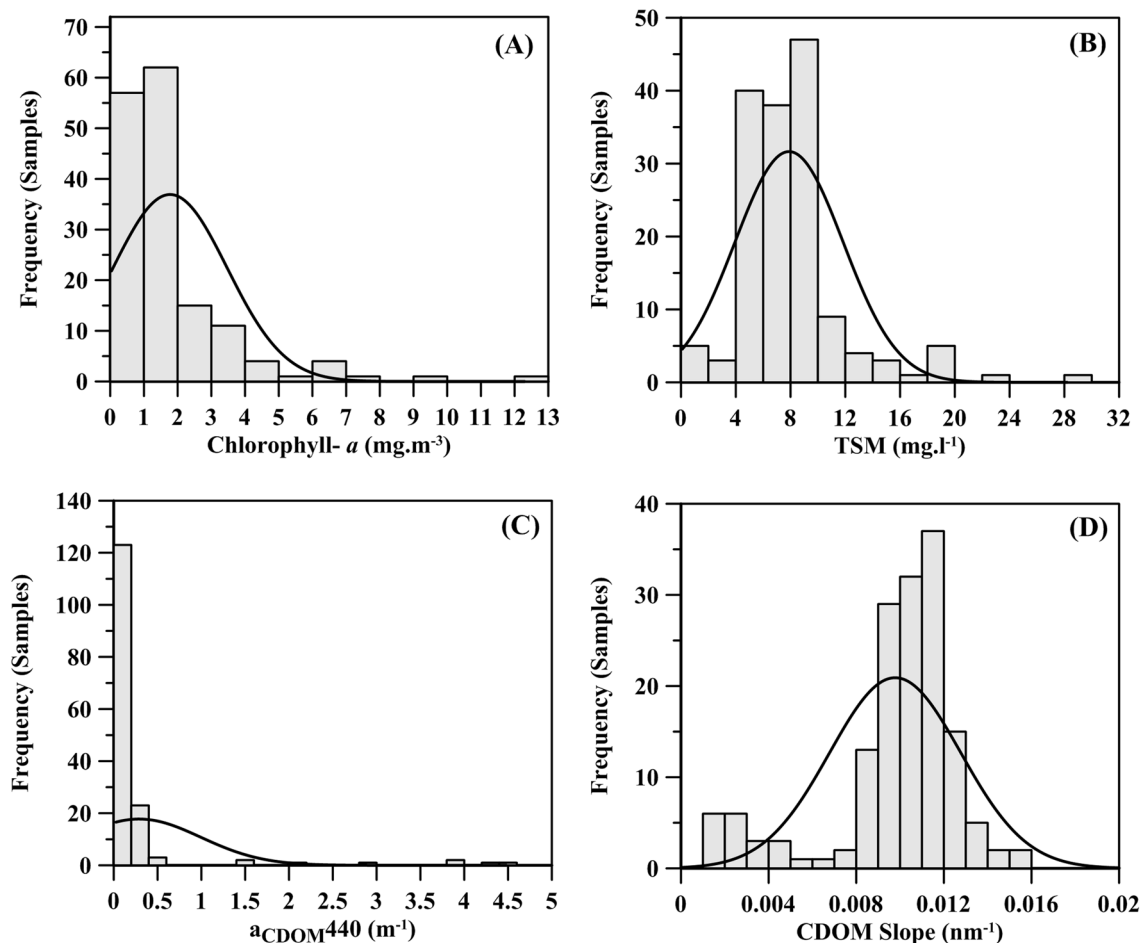 (A)
Frequency (Samples)
70
60
50
40
30
20
10
0
0 1 2 3 4 5 6 7 8 9 10 11 12 13
Chlorophyll- a (mg.m⁻³)
(B)
Frequency (Samples)
50
40
30
20
10
0
0 4 8 12 16 20 24 28 32
TSM (mg.l⁻¹)
(C)
Frequency (Samples)
140
120
100
80
60
40
20
0
0 0.5 1 1.5 2 2.5 3 3.5 4 4.5 5
a_CDOM440 (m⁻¹)
(D)
Frequency (Samples)
40
30
20
10
0
0 0.004 0.008 0.012 0.016 0.02
CDOM Slope (nm⁻¹)